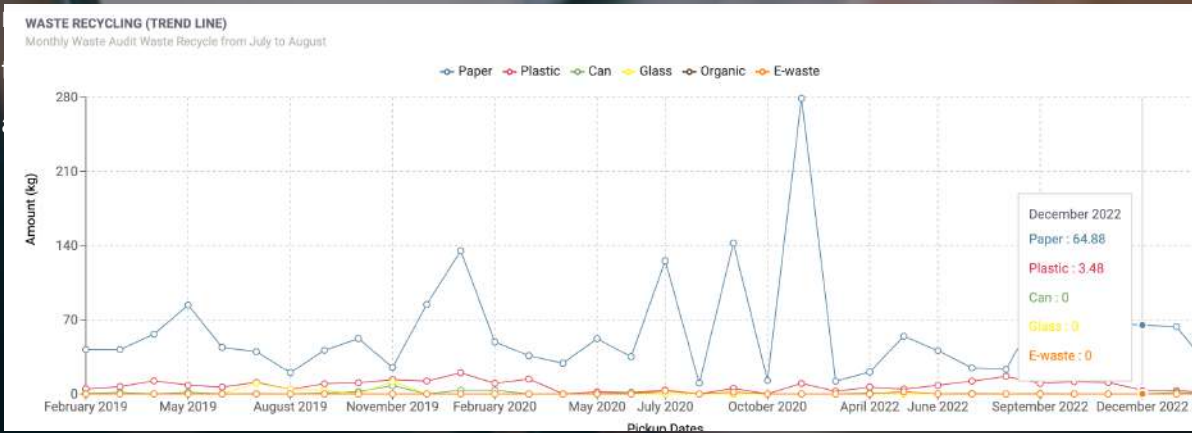 WASTE RECYCLING (TREND LINE)
Monthly Waste Audit Waste Recycle from July to August
Paper Plastic Can Glass Organic E-waste
280
210
140
70
0
Amount (kg)
December 2022
Paper : 64.88
Plastic : 3.48
Can : 0
Glass : 0
E-waste : 0
February 2019 May 2019 August 2019 November 2019 February 2020 May 2020 July 2020 October 2020 April 2022 June 2022 September 2022 December 2022
Pickup Dates